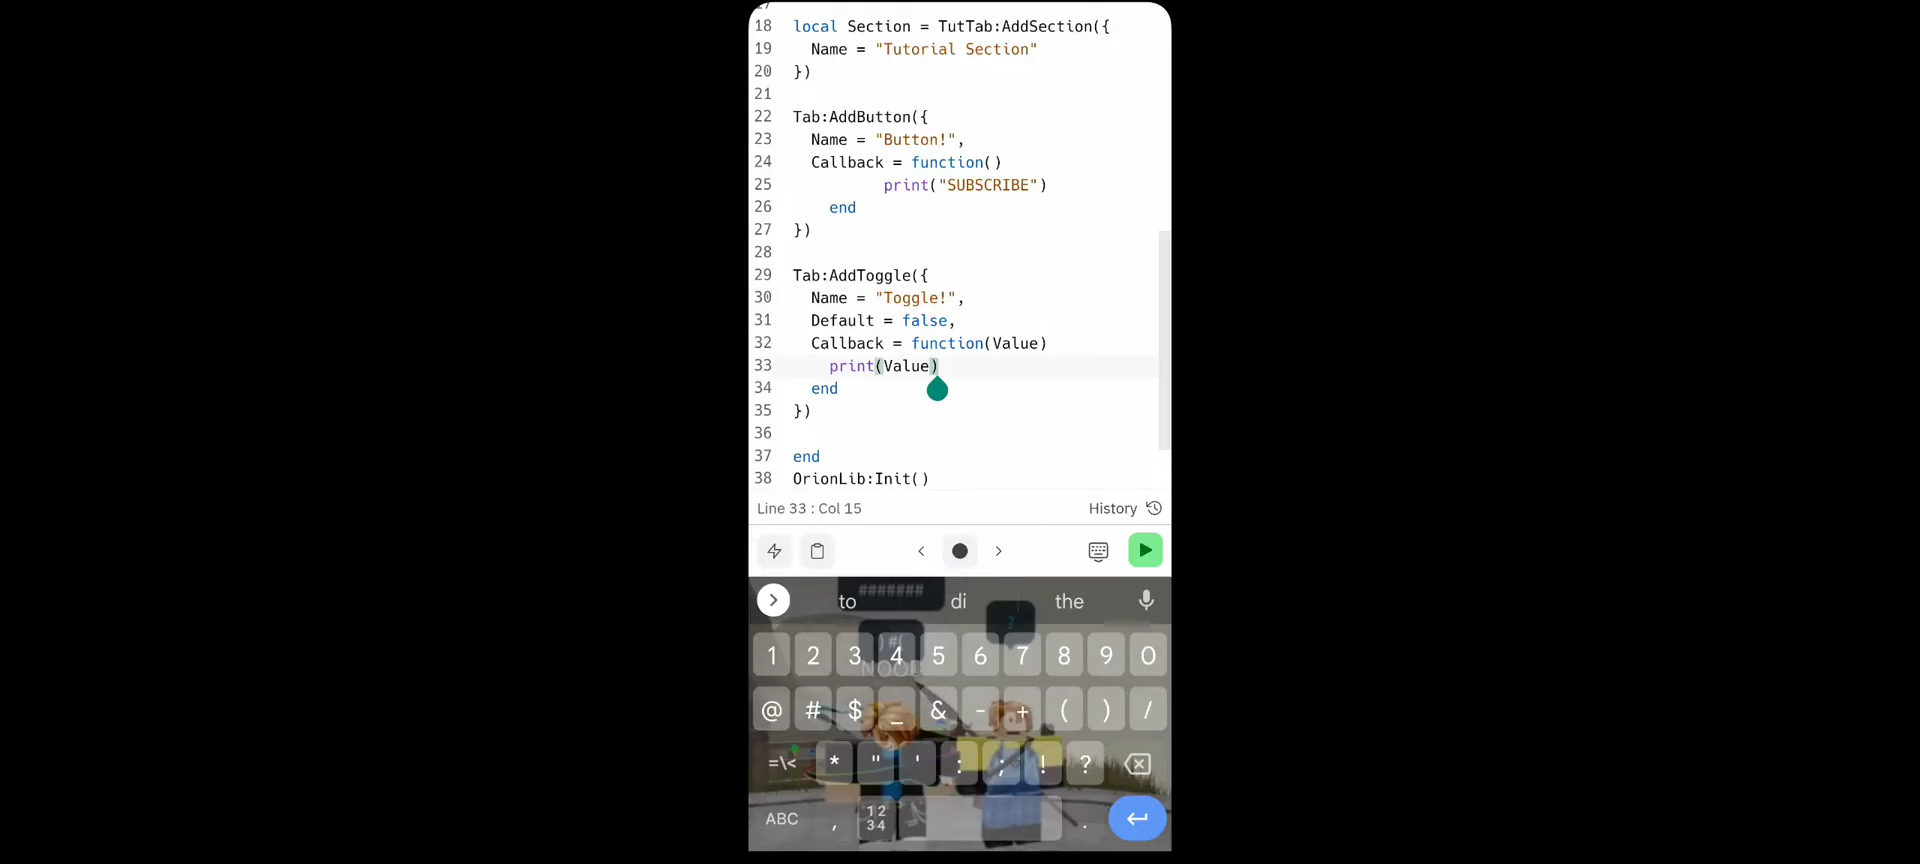 18 local Section = TutTab:AddSection({
19 Name = "Tutorial Section"
20 })
21
22 Tab:AddButton({
23 Name = "Button!",
24 Callback = function()
25 print("SUBSCRIBE")
26 end
27 })
28
29 Tab:AddToggle({
30 Name = "Toggle!",
31 Default = false,
32 Callback = function(Value)
33 print(Value)
34 end
35 })
36
37 end
38 OrionLib:Init()
Line 33 : Col 15 History
to di the
#######
1 2 3 4 5 6 7 8 9 0
@ # $ _ & - + ( ) /
=\< * " ' : ; ! ?
ABC , 12 34 .